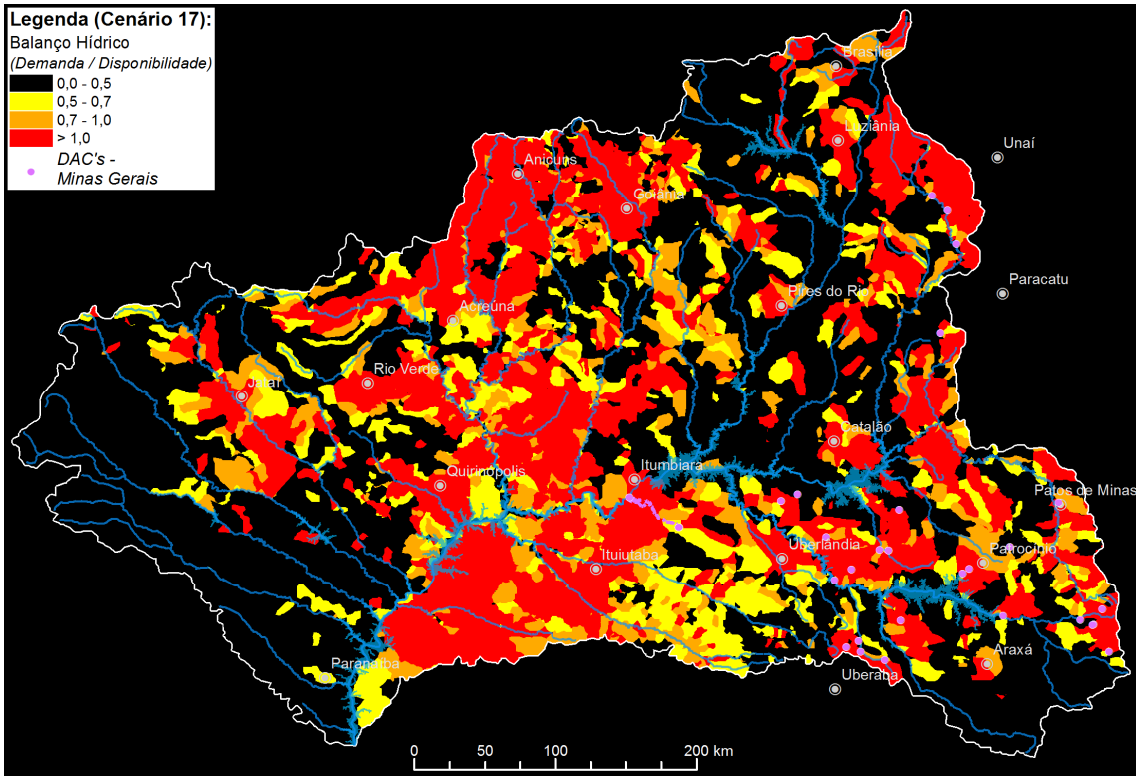 Legenda (Cenário 17):
Balanço Hídrico
(Demanda / Disponibilidade)
0,0 - 0,5
0,5 - 0,7
0,7 - 1,0
> 1,0
DAC's -
Minas Gerais
Brasília
Luziânia
Unaí
Anicuns
Goiânia
Paracatu
Pires do Rio
Acreúna
Rio Verde
Jataí
Catalão
Itumbiara
Quirinópolis
Patos de Minas
Uberlândia
Patrocínio
Ituiutaba
Araxá
Paranaíba
Uberaba
0 50 100 200 km